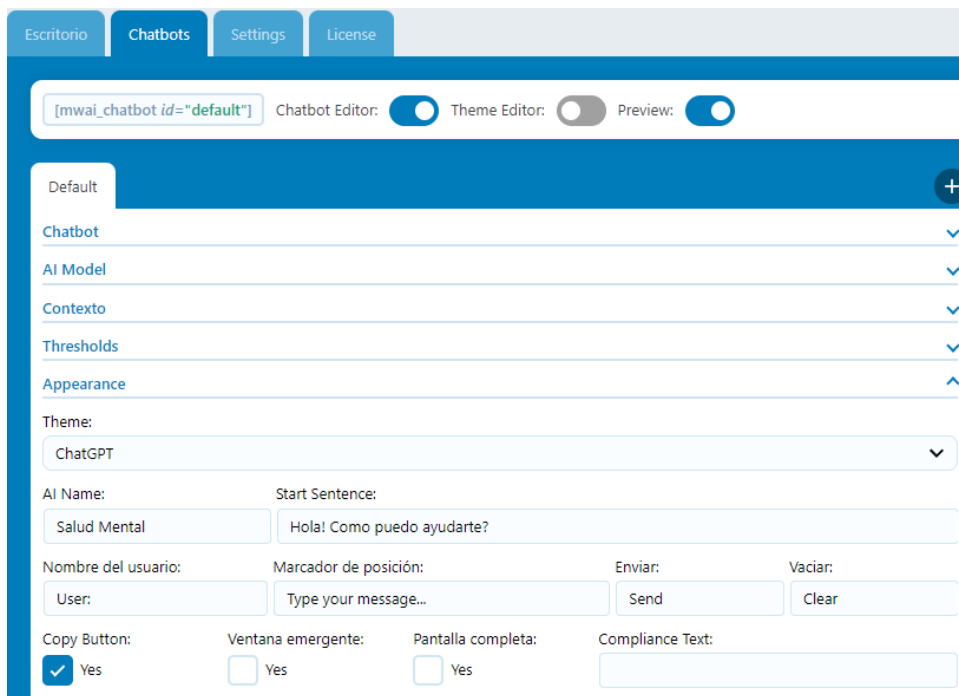 Escritorio Chatbots Settings License
[mwai_chatbot id="default"] Chatbot Editor: Theme Editor: Preview:
Default
Chatbot
AI Model
Contexto
Thresholds
Appearance
Theme:
ChatGPT
AI Name: Start Sentence:
Salud Mental Hola! Como puedo ayudarte?
Nombre del usuario: Marcador de posición: Enviar: Vaciar:
User: Type your message... Send Clear
Copy Button: Ventana emergente: Pantalla completa: Compliance Text:
Yes Yes Yes